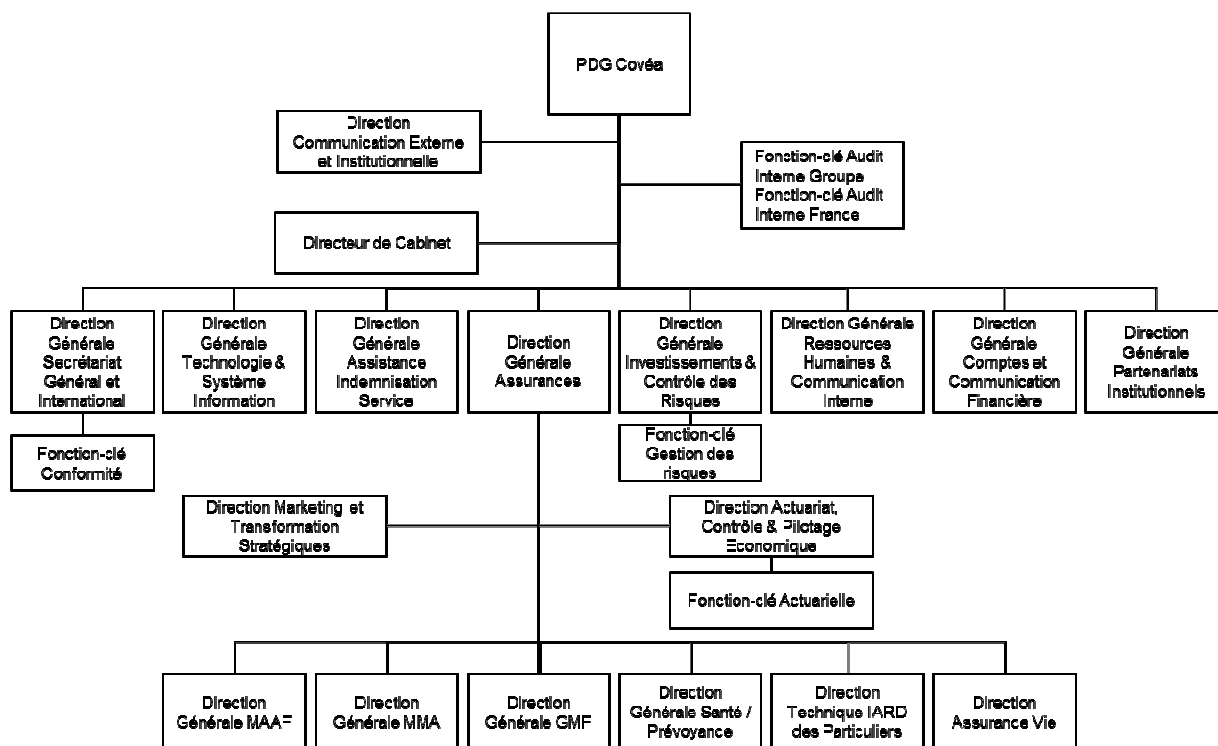 PDG Covéa
Direction
Communication Externe
et Institutionnelle
Fonction-clé Audit
Interne Groupe
Fonction-clé Audit
Interne France
Directeur de Cabinet
Direction
Générale
Secrétariat
Général et
International
Direction
Générale
Technologie &
Système
Information
Direction
Générale
Assistance
Indemnisation
Service
Direction
Générale
Assurances
Direction
Générale
Investissements &
Contrôle des
Risques
Direction Générale
Ressources
Humaines &
Communication
Interne
Direction
Générale
Comptes et
Communication
Financière
Direction
Générale
Partenariats
Institutionnels
Fonction-clé
Conformité
Fonction-clé
Gestion des
risques
Direction Marketing et
Transformation
Stratégiques
Direction Actuariat,
Contrôle & Pilotage
Economique
Fonction-clé Actuarielle
Direction
Générale MAAF
Direction
Générale MMA
Direction
Générale GMF
Direction
Générale Santé /
Prévoyance
Direction
Technique IARD
des Particuliers
Direction
Assurance Vie